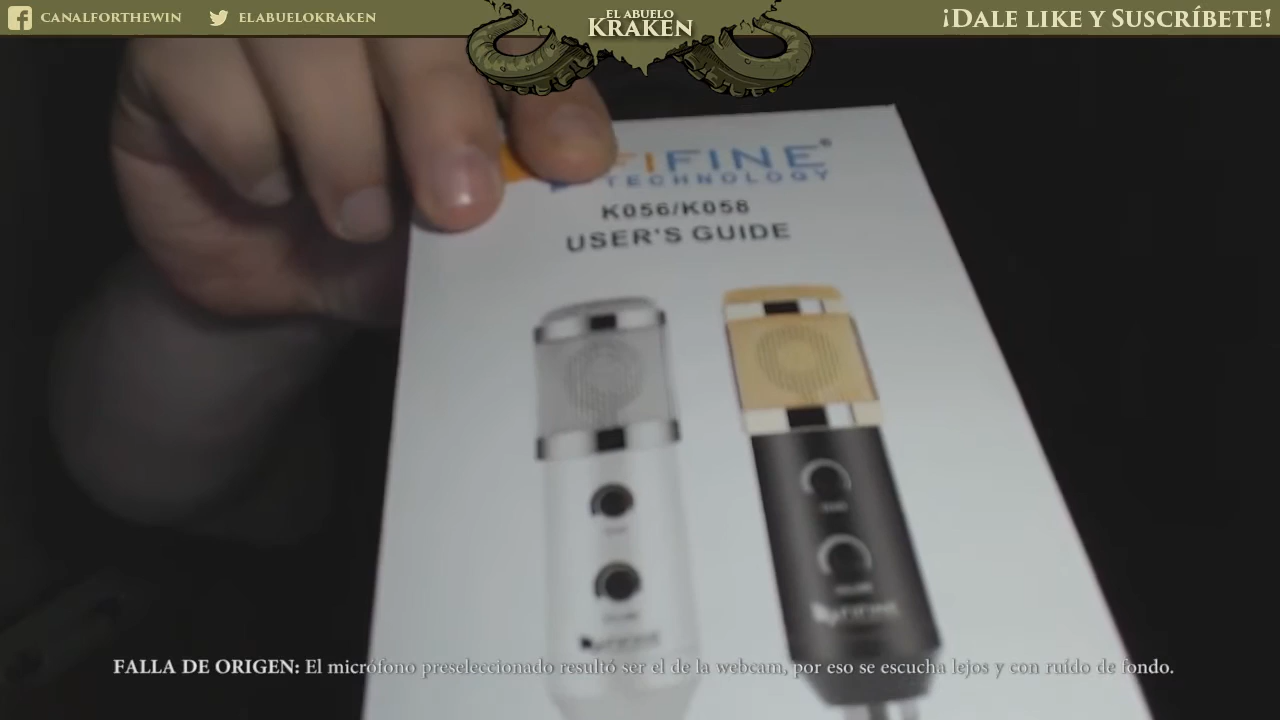 CANALFORTHEWIN
ELABUELOKRAKEN
EL ABUELO
KRAKEN
¡DALE LIKE Y SUSCRÍBETE!
FIFINE®
TECHNOLOGY
K056/K058
USER'S GUIDE
FALLA DE ORIGEN: El micrófono preseleccionado resultó ser el de la webcam, por eso se escucha lejos y con ruído de fondo.